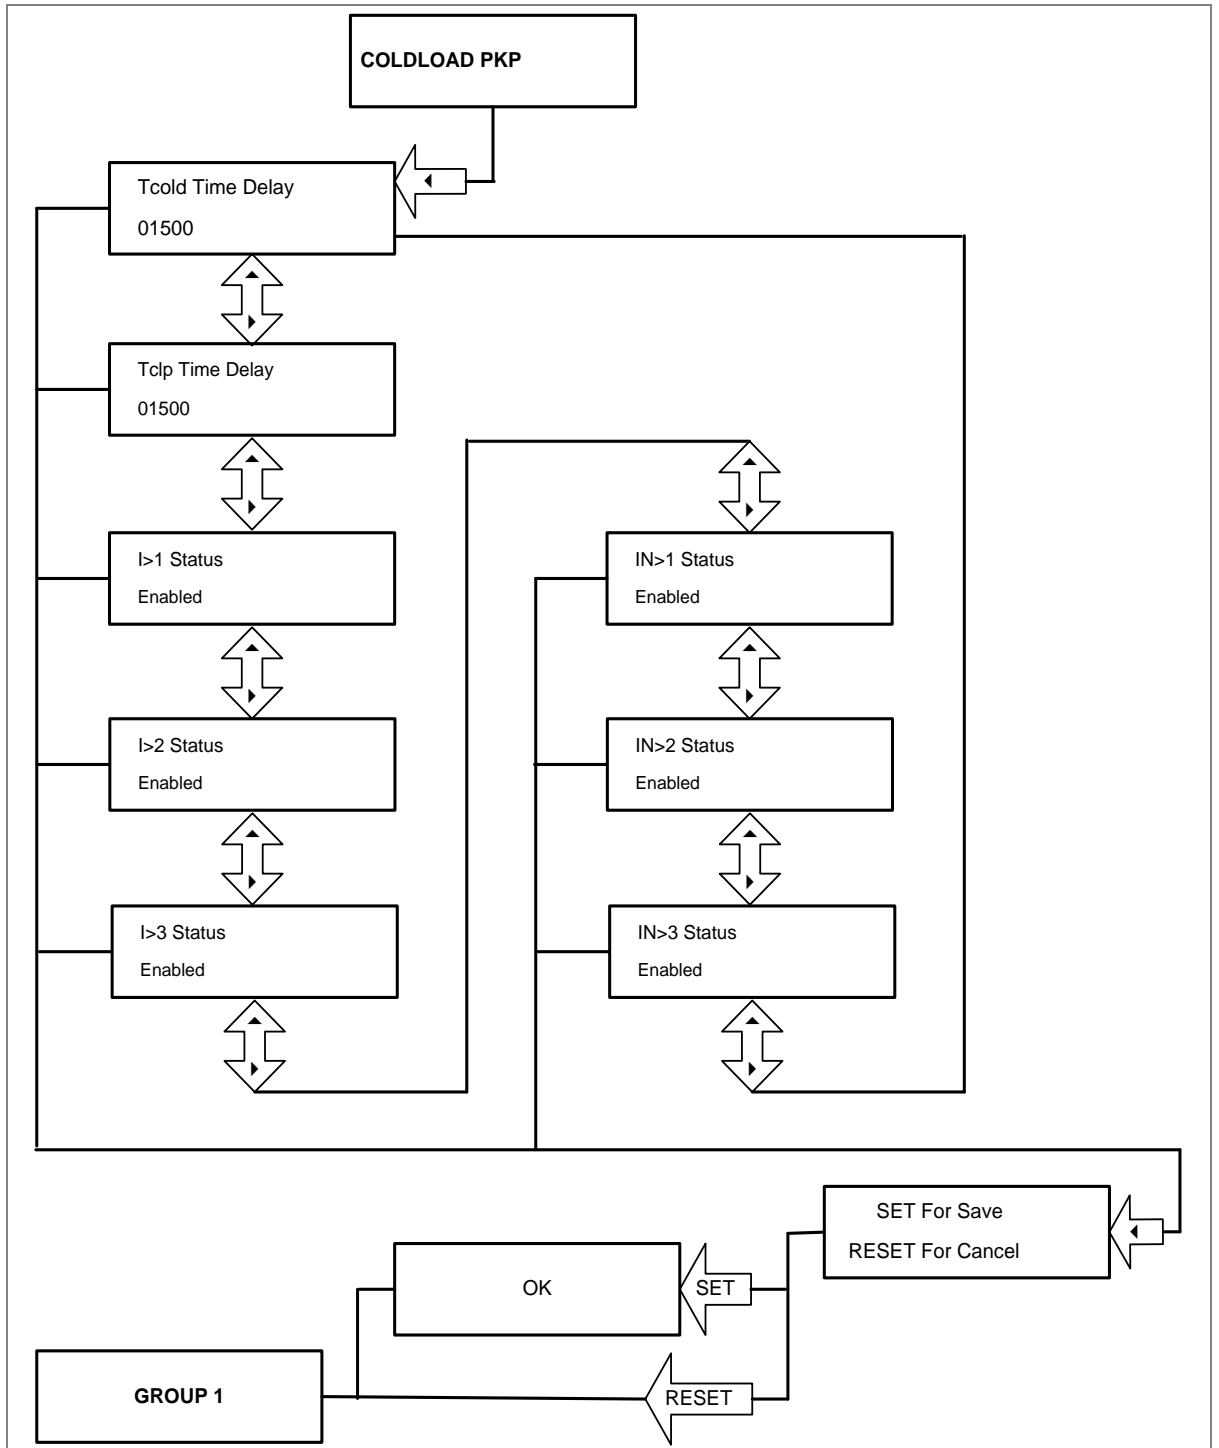 COLDLOAD PKP
Tcold Time Delay
01500
Tclp Time Delay
01500
I>1 Status
Enabled
I>2 Status
Enabled
I>3 Status
Enabled
IN>1 Status
Enabled
IN>2 Status
Enabled
IN>3 Status
Enabled
SET For Save
RESET For Cancel
SET
OK
RESET
GROUP 1